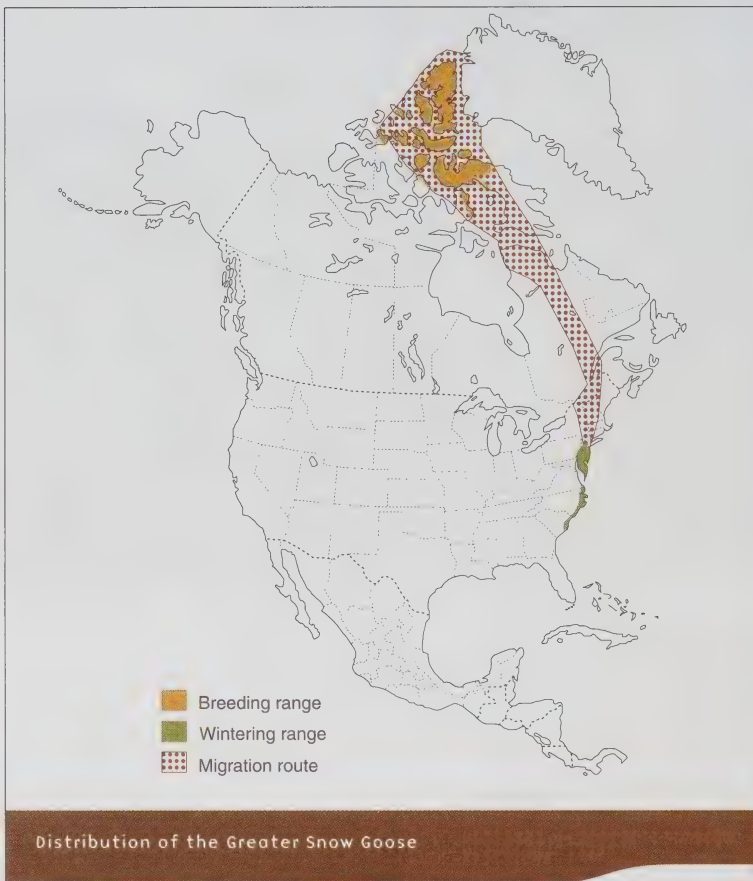 Breeding range
Wintering range
Migration route
Distribution of the Greater Snow Goose